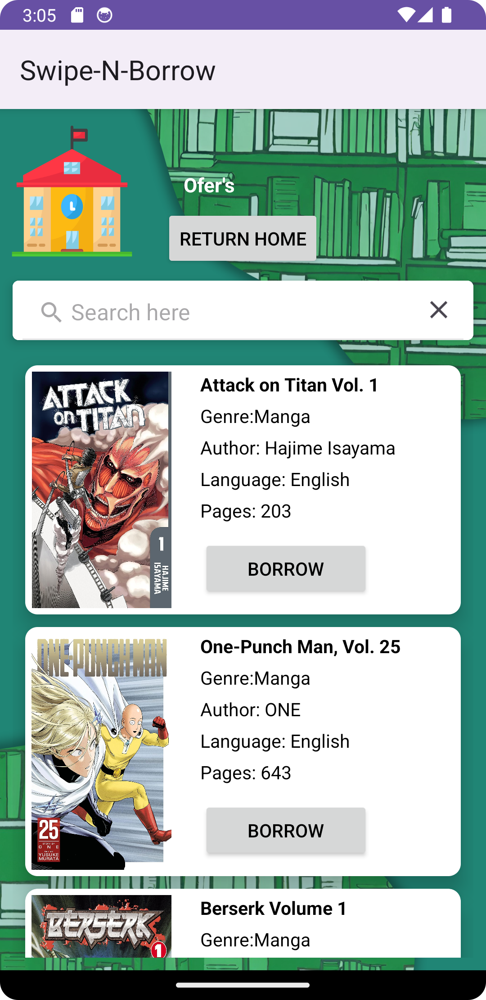 3:05
Swipe-N-Borrow
Ofer's
RETURN HOME
Search here
ATTACK
on TITAN
1
HAJIME
ISAYAMA
Attack on Titan Vol. 1
Genre:Manga
Author: Hajime Isayama
Language: English
Pages: 203
BORROW
ONE-PUNCH MAN
25
STORY BY
ONE
ART BY
YUSUKE
MURATA
One-Punch Man, Vol. 25
Genre:Manga
Author: ONE
Language: English
Pages: 643
BORROW
BERSERK
1
Berserk Volume 1
Genre:Manga